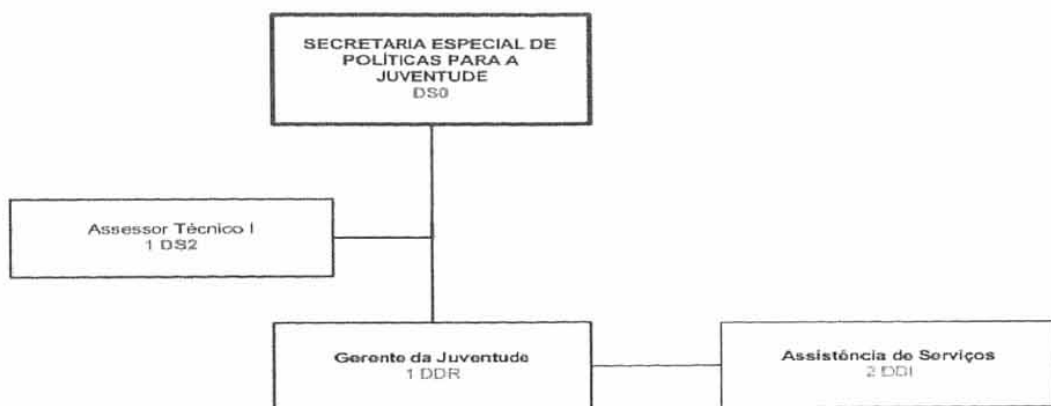 SECRETARIA ESPECIAL DE
POLÍTICAS PARA A
JUVENTUDE
DS0
Assessor Técnico I
1 DS2
Gerente da Juventude
1 DDR
Assistência de Serviços
2 DDI